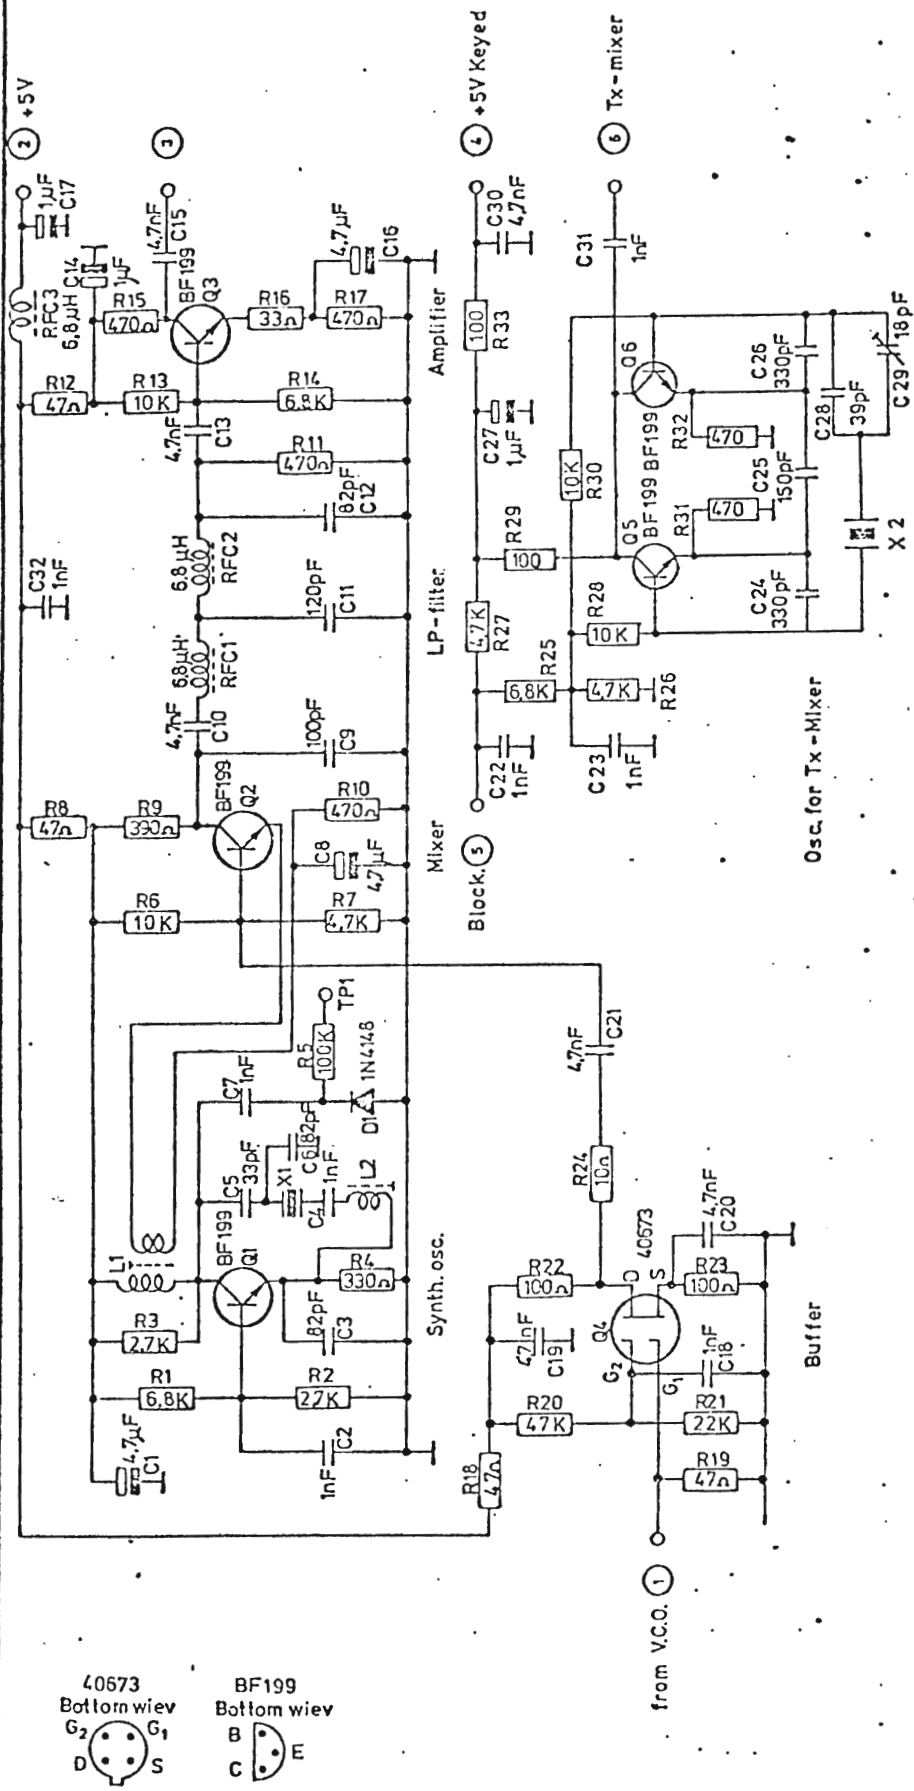 ② +5V
1µF
C17
RFC3
6,8µH
C14
1µF
R12
47Ω
R13
10K
R15
470Ω
4.7nF
C15
③
BF199
Q3
R16
33Ω
R17
470Ω
4.7µF
C16
4.7nF
C13
R14
6.8K
R11
470Ω
82pF
C12
C32
1nF
6.8µH
RFC2
120pF
C11
6.8µH
RFC1
4.7nF
C10
100pF
C9
R8
47Ω
R9
390Ω
BF199
Q2
R10
470Ω
C8
4.7µF
R6
10K
R7
4.7K
L1
R5
100K
TP1
C7
1nF
D1
1N4148
C5
33pF
C6
82pF
X1
C4
1nF
L2
BF199
Q1
R4
330Ω
R3
2.7K
82pF
C3
R1
6.8K
R2
2.7K
4.7µF
C1
1nF
C2
Synth. osc.
Mixer
LP-filter.
Amplifier
④ +5V Keyed
C30
4.7nF
100
R33
C27
1µF
R29
100
4.7K
R27
6.8K
R25
C22
1nF
Block. ⑤
⑥ Tx-mixer
C31
1nF
10K
R30
R28
10K
4.7K
R26
C23
1nF
Q5
BF199
Q6
BF199
R31
470
R32
470
C24
330pF
C25
150pF
C26
330pF
C28
39pF
C29
18pF
X2
Osc. for Tx-Mixer
4.7nF
C21
R24
10Ω
R22
100Ω
40673
Q4
D
S
G2
G1
4.7nF
C20
R23
100Ω
C19
1nF
C18
R20
47K
R21
22K
R18
47Ω
R19
47Ω
from V.C.O. ①
Buffer
40673
Bottom wiev
G2
G1
D
S
BF199
Bottom wiev
B
E
C